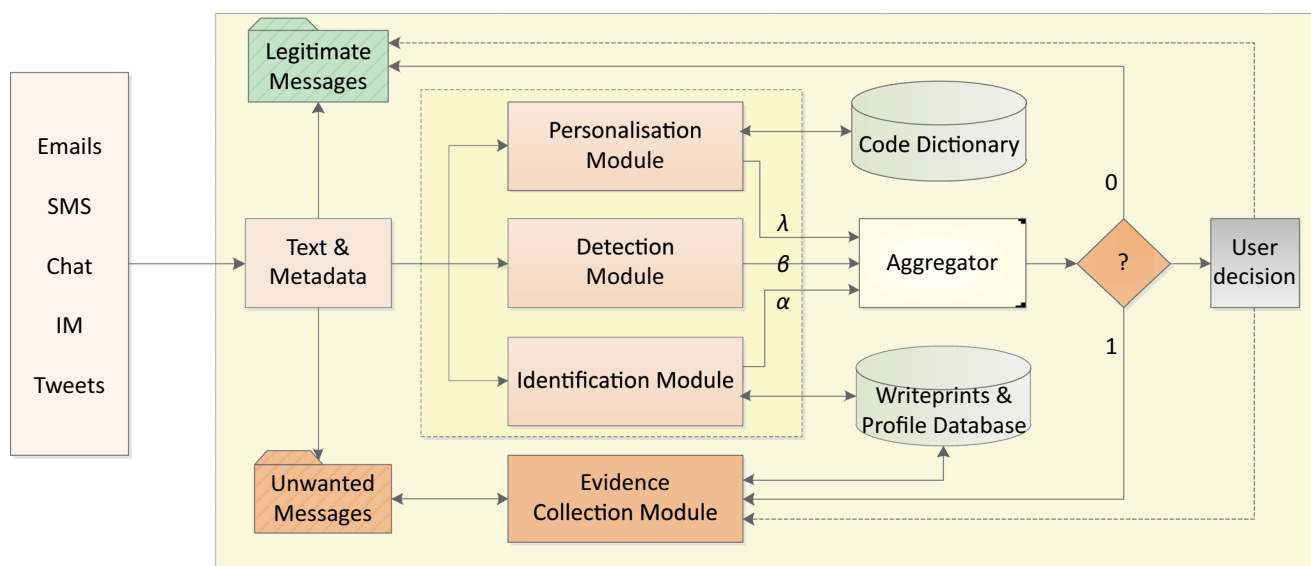 Emails
SMS
Chat
IM
Tweets
Legitimate
Messages
Text &
Metadata
Unwanted
Messages
Personalisation
Module
Detection
Module
Identification Module
Evidence
Collection Module
Code Dictionary
λ
β
α
Aggregator
Writeprints &
Profile Database
0
?
1
User
decision